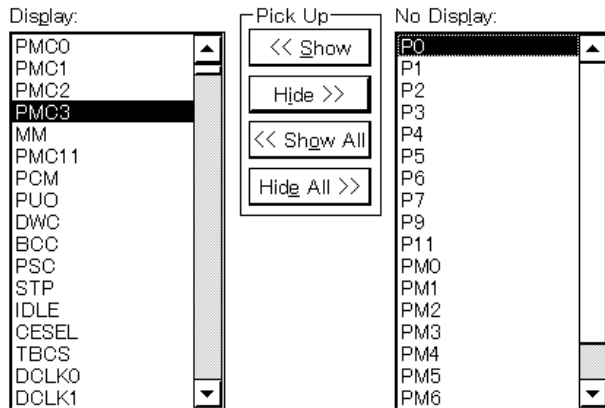 Display:
PMC0
PMC1
PMC2
PMC3
MM
PMC11
PCM
PUO
DWC
BCC
PSC
STP
IDLE
CESEL
TBCS
DCLK0
DCLK1
Pick Up
<< Show
Hide >>
<< Show All
Hide All >>
No Display:
P0
P1
P2
P3
P4
P5
P6
P7
P9
P11
PM0
PM1
PM2
PM3
PM4
PM5
PM6